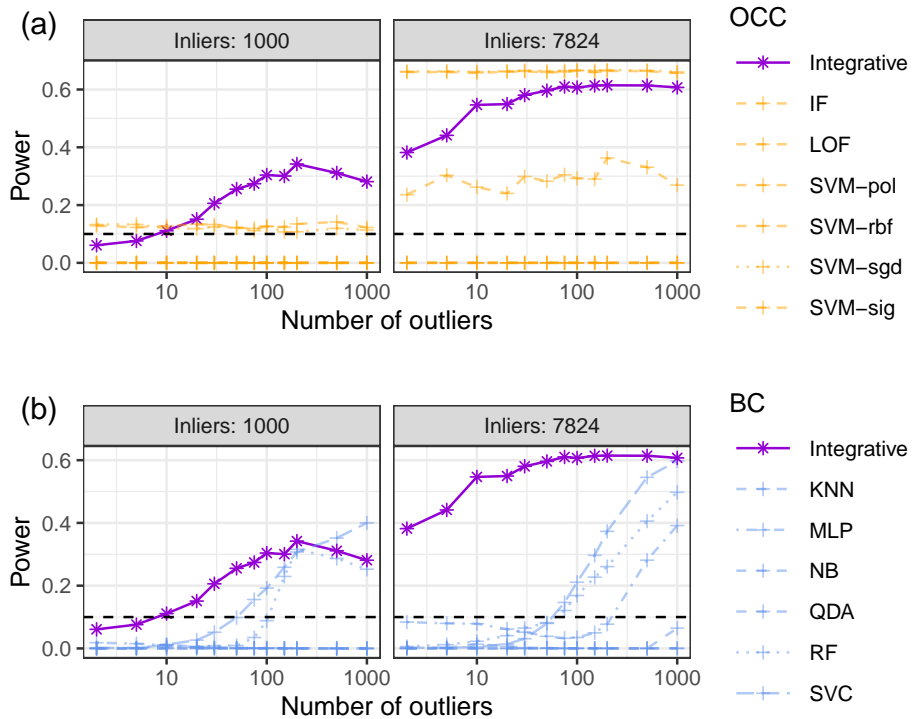 (a)
Inliers: 1000
Inliers: 7824
Power
0.6
0.4
0.2
0.0
10
100
1000
10
100
1000
Number of outliers
OCC
Integrative
IF
LOF
SVM−pol
SVM−rbf
SVM−sgd
SVM−sig
(b)
Inliers: 1000
Inliers: 7824
Power
0.6
0.4
0.2
0.0
10
100
1000
10
100
1000
Number of outliers
BC
Integrative
KNN
MLP
NB
QDA
RF
SVC